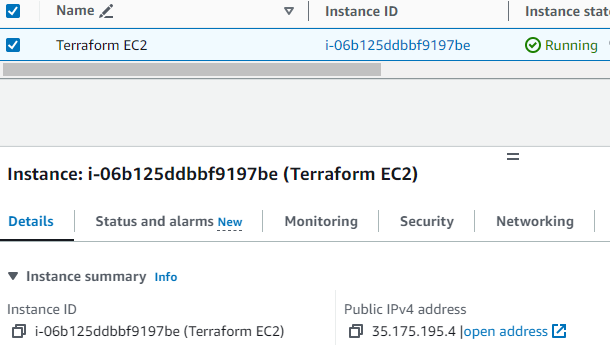 Name Instance ID Instance state
Terraform EC2 i-06b125ddbbf9197be Running
Instance: i-06b125ddbbf9197be (Terraform EC2)
Details Status and alarms New Monitoring Security Networking
Instance summary Info
Instance ID Public IPv4 address
i-06b125ddbbf9197be (Terraform EC2) 35.175.195.4 |open address